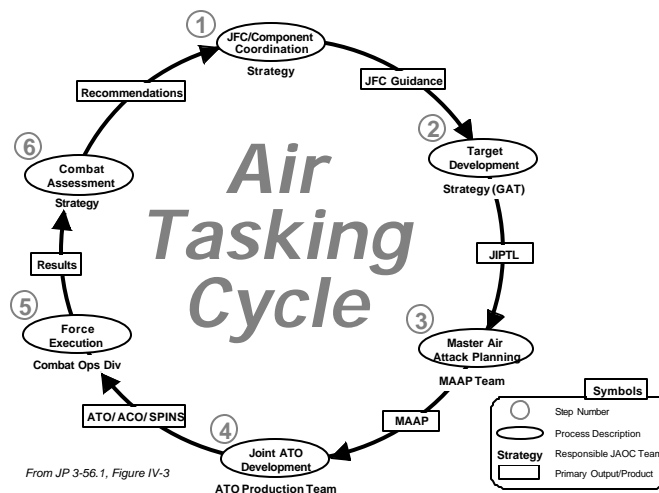 1
JFC/Component
Coordination
Strategy
JFC Guidance
2
Target
Development
Strategy (GAT)
JIPTL
3
Master Air
Attack Planning
MAAP Team
MAAP
4
Joint ATO
Development
ATO Production Team
ATO/ ACO/ SPINS
5
Force
Execution
Combat Ops Div
Results
6
Combat
Assessment
Strategy
Recommendations
Air
Tasking
Cycle
Symbols
Step Number
Process Description
Strategy Responsible JAOC Team
Primary Output/Product
From JP 3-56.1, Figure IV-3